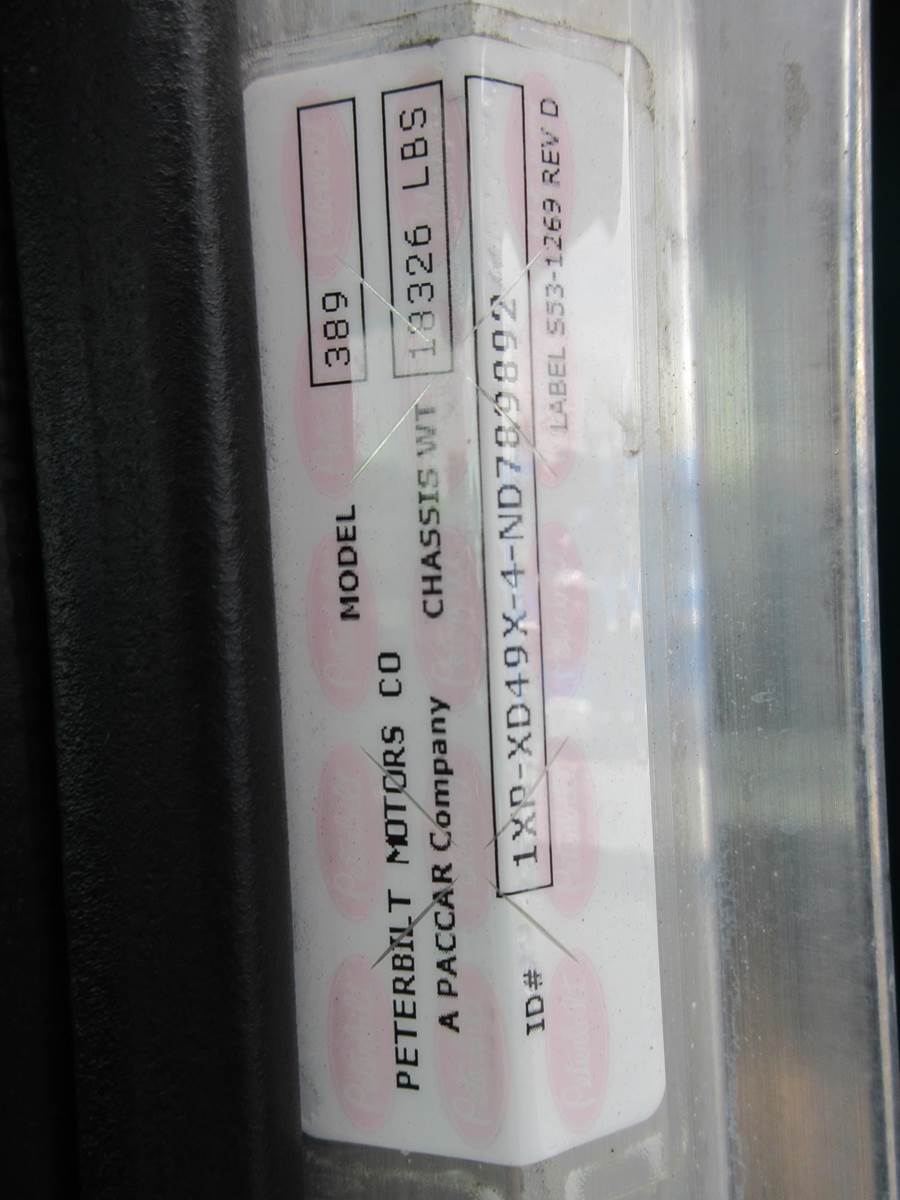 MODEL 389
PETERBILT MOTORS CO
A PACCAR Company CHASSIS WT 18326 LBS
ID# 1XP-XD49X-4-ND789892
LABEL S53-1269 REV D